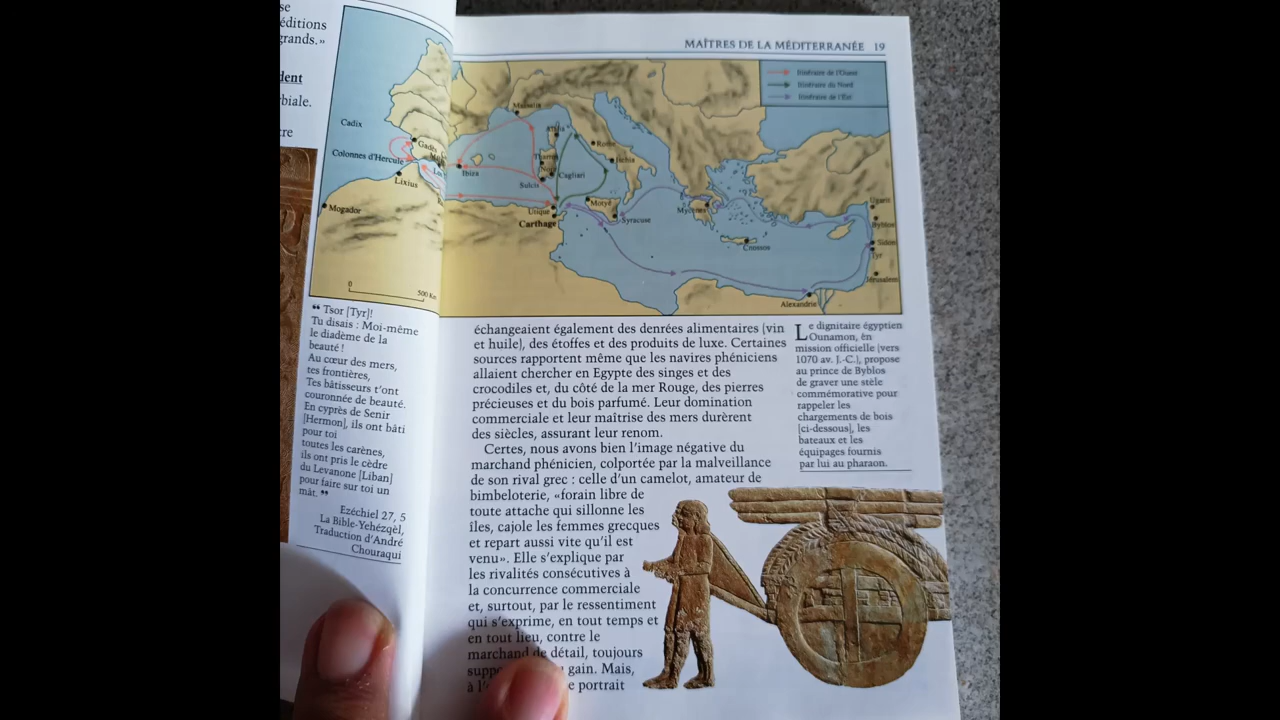 se
éditions
grands.»
dent
rbiale.
tre
MAÎTRES DE LA MÉDITERRANÉE 19
Itinéraire de l'Ouest
Itinéraire du Nord
Itinéraire de l'Est
Cadix
Gadès
Colonnes d'Hercule
Lixius
Mogador
0
500 Km
Massalia
Ibiza
Sulcis
Cagliari
Rome
Ischia
Utique
Carthage
Motyé
Syracuse
Mycènes
Cnossos
Alexandrie
Ugarit
Byblos
Sidon
Tyr
Jérusalem
❝ Tsor [Tyr]!
Tu disais : Moi-même
le diadème de la
beauté !
Au cœur des mers,
tes frontières,
Tes bâtisseurs t'ont
couronnée de beauté.
En cyprès de Senir
[Hermon], ils ont bâti
pour toi
toutes les carènes,
ils ont pris le cèdre
du Levanone [Liban]
pour faire sur toi un
mât. ❞
Ezéchiel 27, 5
La Bible-Yehézqèl,
Traduction d'André
Chouraqui
échangeaient également des denrées alimentaires (vin
et huile), des étoffes et des produits de luxe. Certaines
sources rapportent même que les navires phéniciens
allaient chercher en Egypte des singes et des
crocodiles et, du côté de la mer Rouge, des pierres
précieuses et du bois parfumé. Leur domination
commerciale et leur maîtrise des mers durèrent
des siècles, assurant leur renom.
Certes, nous avons bien l'image négative du
marchand phénicien, colportée par la malveillance
de son rival grec : celle d'un camelot, amateur de
bimbeloterie, «forain libre de
toute attache qui sillonne les
îles, cajole les femmes grecques
et repart aussi vite qu'il est
venu». Elle s'explique par
les rivalités consécutives à
la concurrence commerciale
et, surtout, par le ressentiment
qui s'exprime, en tout temps et
en tout lieu, contre le
marchand de détail, toujours
gain. Mais,
portrait
Le dignitaire égyptien
Ounamon, en
mission officielle (vers
1070 av. J.-C.), propose
au prince de Byblos
de graver une stèle
commémorative pour
rappeler les
chargements de bois
(ci-dessous), les
bateaux et les
équipages fournis
par lui au pharaon.